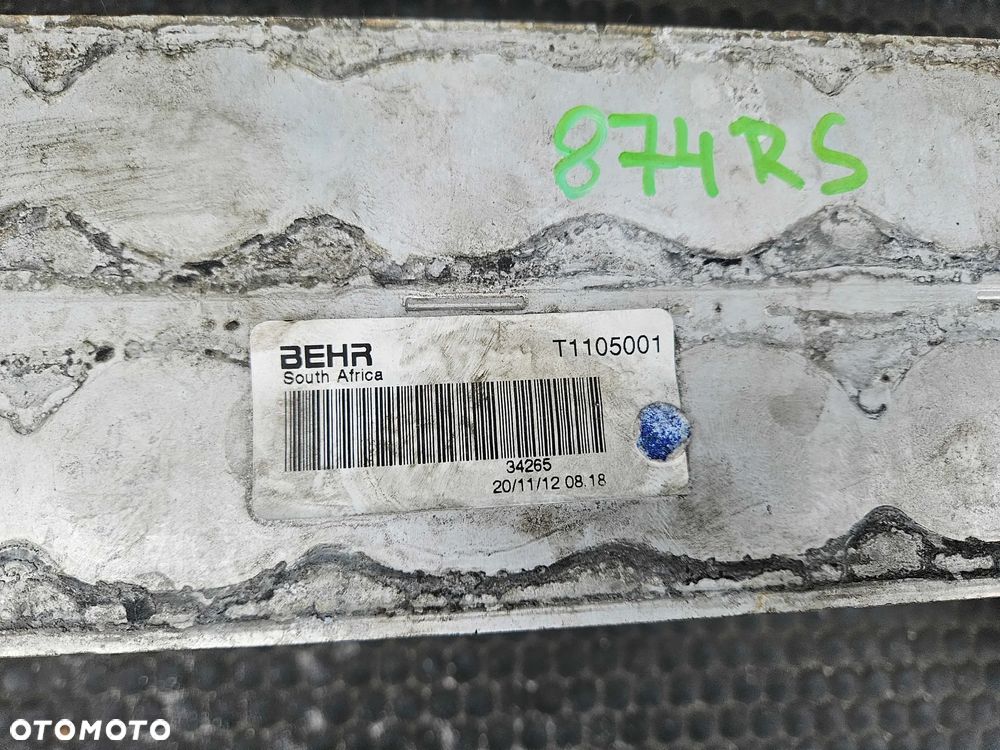 874RS
BEHR
South Africa
T1105001
34265
20/11/12 08.18
OTOMOTO